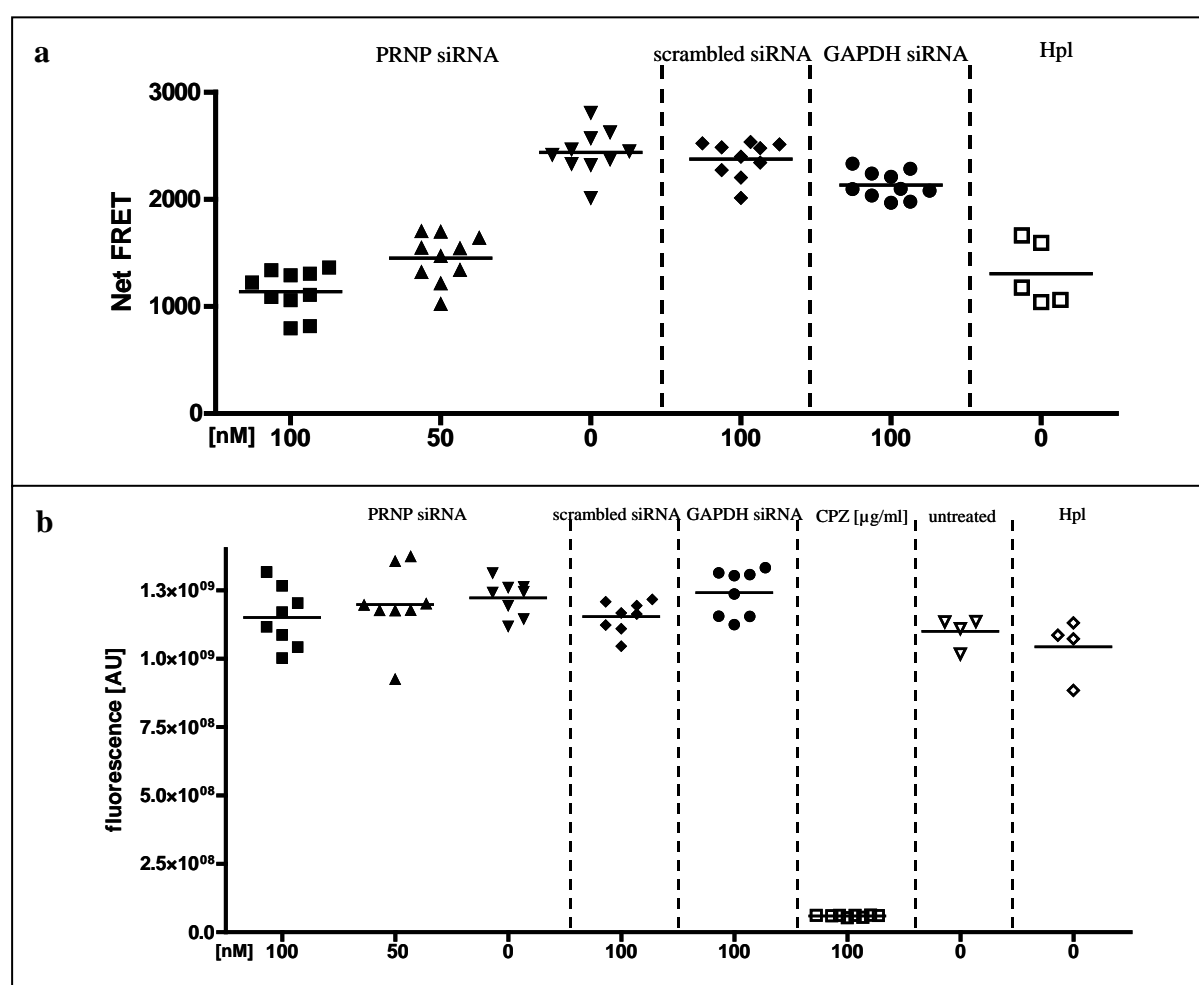 a
PRNP siRNA scrambled siRNA GAPDH siRNA Hpl
3000
2000
1000
0
Net FRET
[nM] 100 50 0 100 100 0
b
PRNP siRNA scrambled siRNA GAPDH siRNA CPZ [µg/ml] untreated Hpl
1.3×10⁰⁹
1.0×10⁰⁹
7.5×10⁰⁸
5.0×10⁰⁸
2.5×10⁰⁸
0.0
fluorescence [AU]
[nM] 100 50 0 100 100 100 0 0